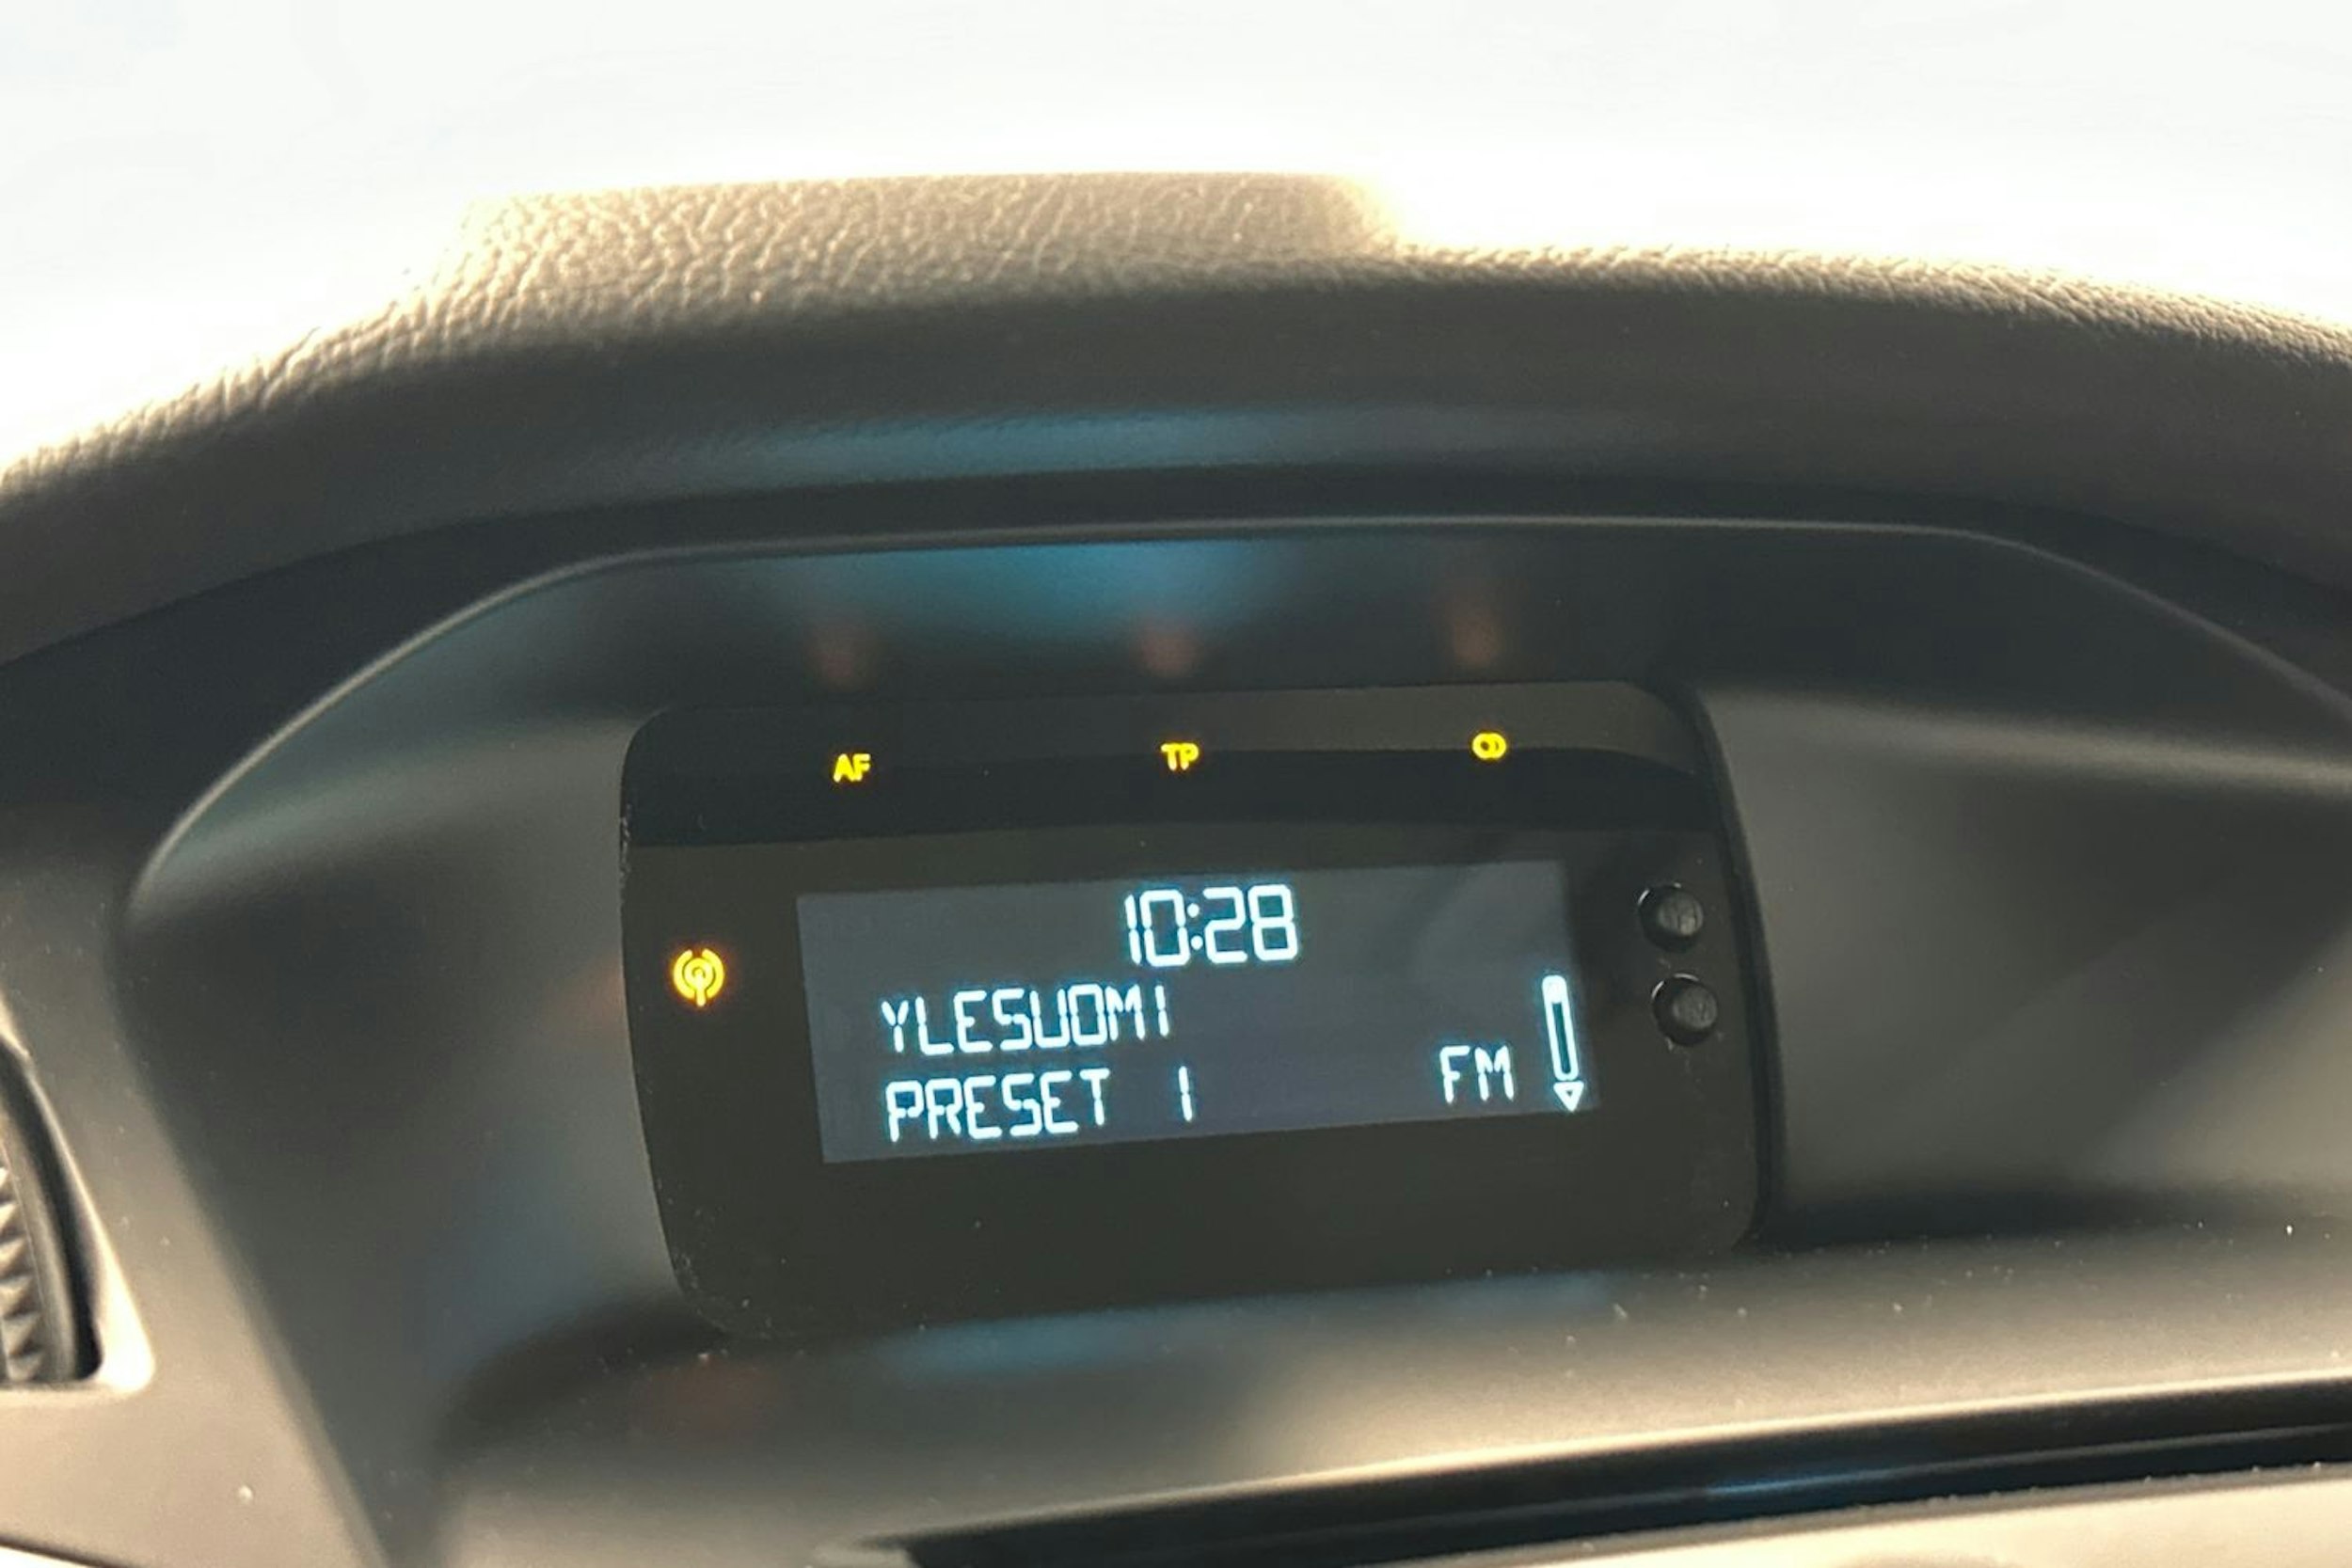 AF TP
10:28
YLESUOMI
PRESET 1 FM